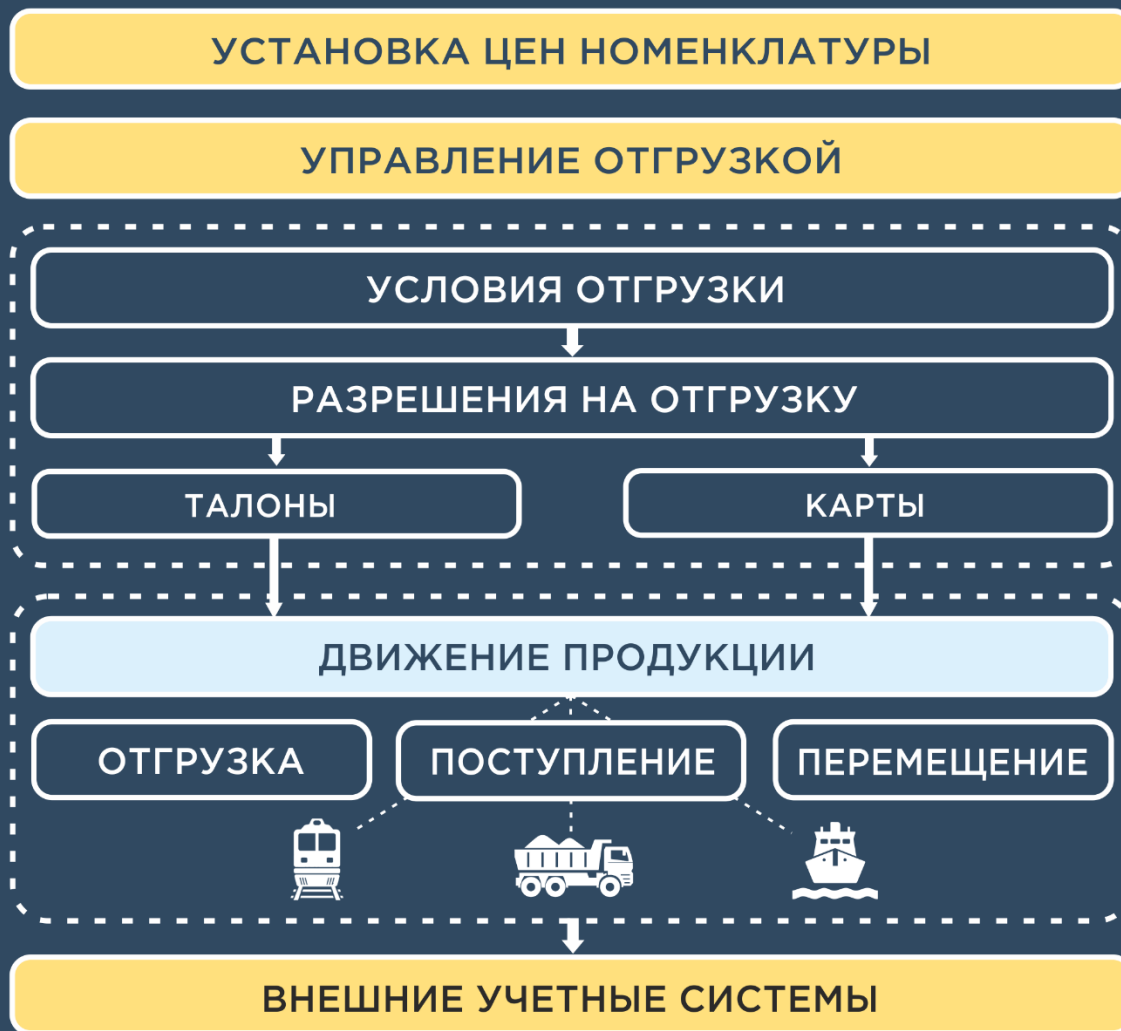 УСТАНОВКА ЦЕН НОМЕНКЛАТУРЫ
УПРАВЛЕНИЕ ОТГРУЗКОЙ
УСЛОВИЯ ОТГРУЗКИ
РАЗРЕШЕНИЯ НА ОТГРУЗКУ
ТАЛОНЫ
КАРТЫ
ДВИЖЕНИЕ ПРОДУКЦИИ
ОТГРУЗКА
ПОСТУПЛЕНИЕ
ПЕРЕМЕЩЕНИЕ
ВНЕШНИЕ УЧЕТНЫЕ СИСТЕМЫ